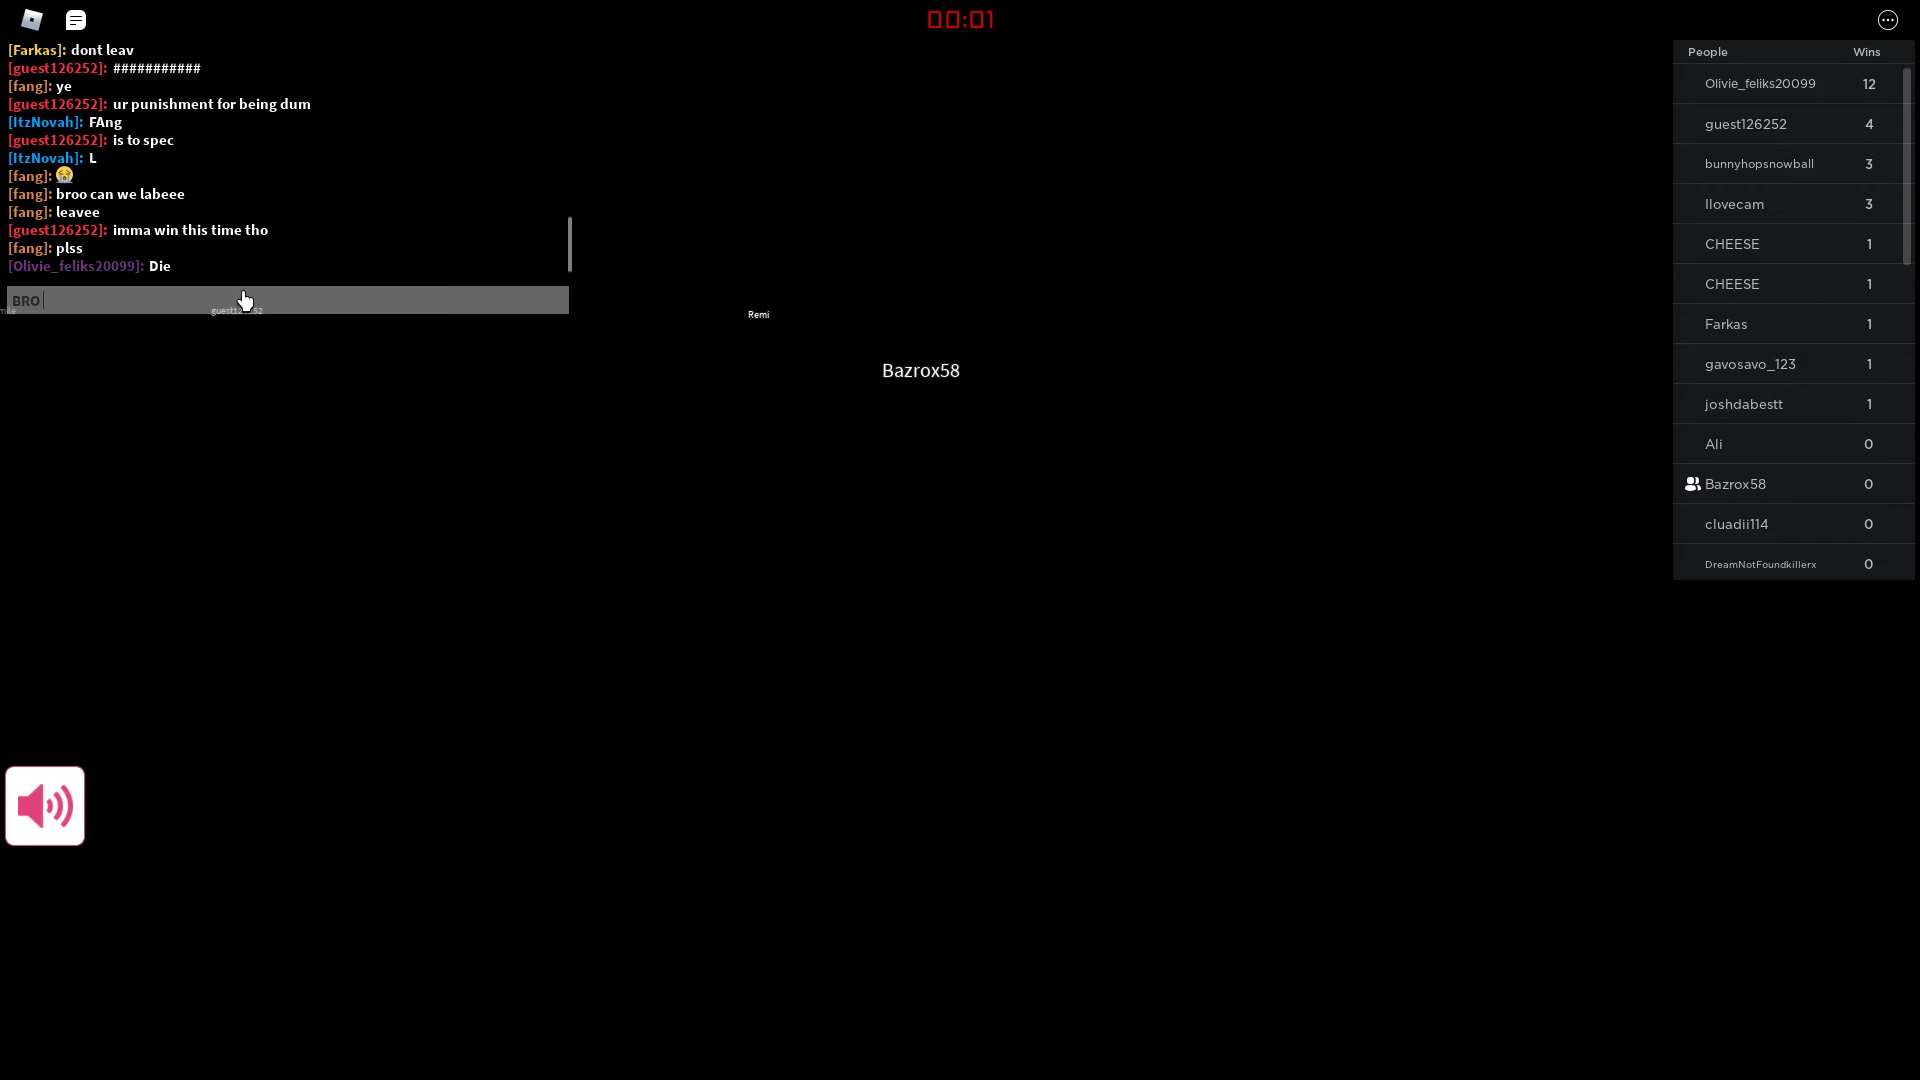 00:01
[Farkas]: dont leav
[guest126252]: ###########
[fang]: ye
[guest126252]: ur punishment for being dum
[ItzNovah]: FAng
[guest126252]: is to spec
[ItzNovah]: L
[fang]: 😭
[fang]: broo can we labeee
[fang]: leavee
[guest126252]: imma win this time tho
[fang]: plss
[Olivie_feliks20099]: Die
BRO
Remi
Bazrox58
People Wins
Olivie_feliks20099 12
guest126252 4
bunnyhopsnowball 3
Ilovecam 3
CHEESE 1
CHEESE 1
Farkas 1
gavosavo_123 1
joshdabestt 1
Ali 0
Bazrox58 0
cluadii114 0
DreamNotFoundkillerx 0